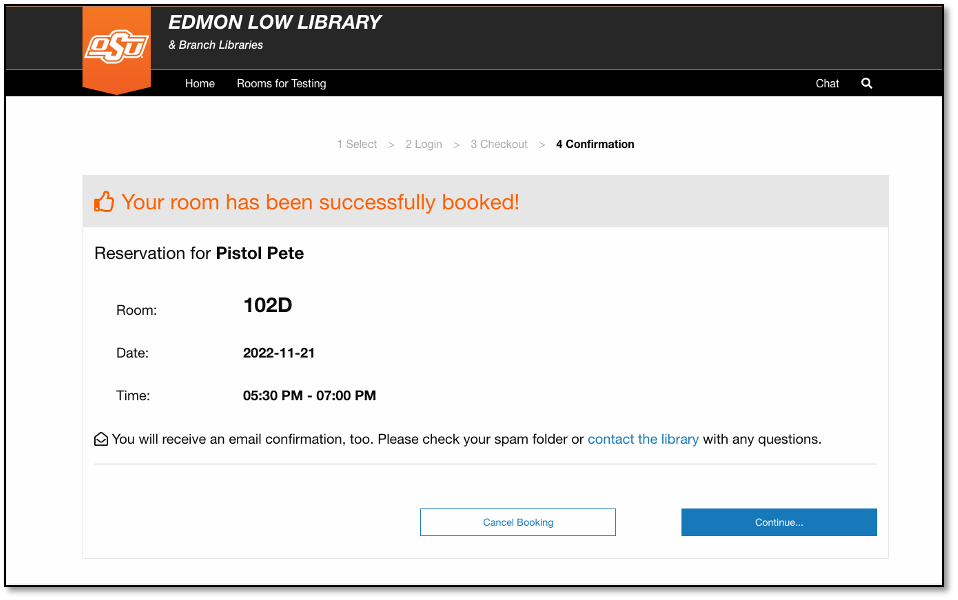 EDMON LOW LIBRARY
& Branch Libraries
OSU
Home Rooms for Testing Chat
1 Select > 2 Login > 3 Checkout > 4 Confirmation
Your room has been successfully booked!
Reservation for Pistol Pete
Room: 102D
Date: 2022-11-21
Time: 05:30 PM - 07:00 PM
You will receive an email confirmation, too. Please check your spam folder or contact the library with any questions.
Cancel Booking Continue...